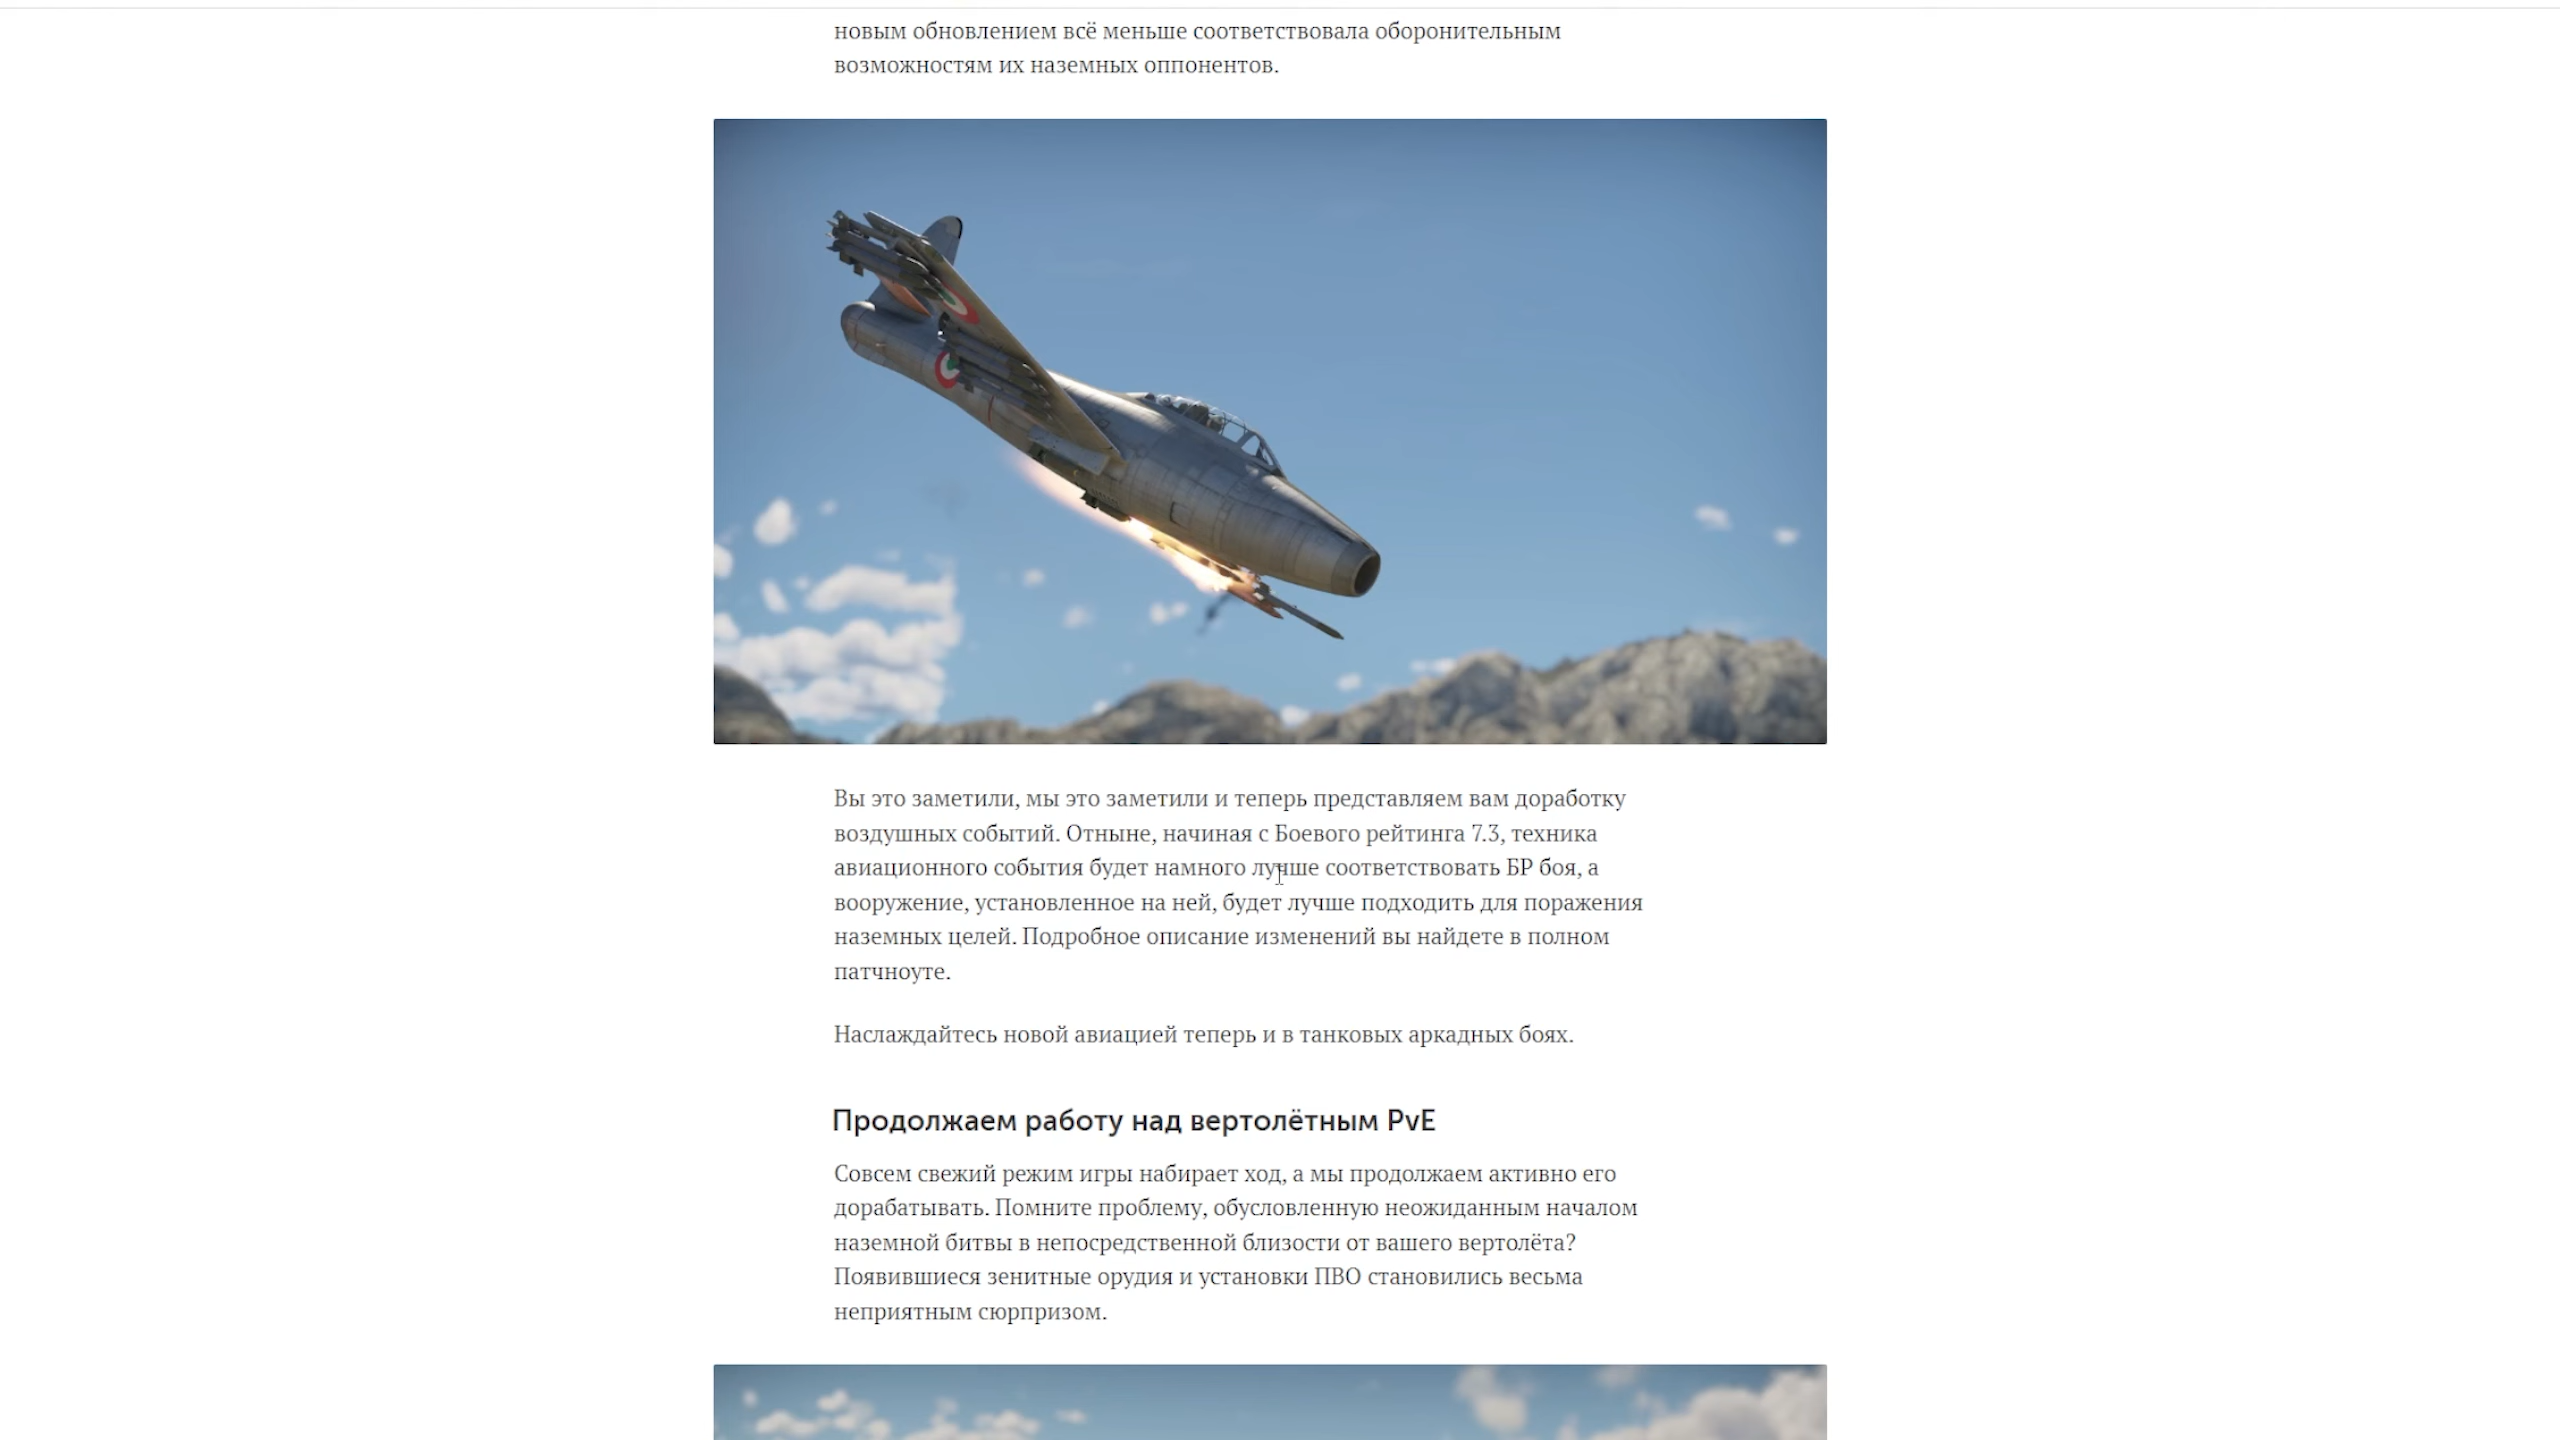 новым обновлением всё меньше соответствовала оборонительным
возможностям их наземных оппонентов.
Вы это заметили, мы это заметили и теперь представляем вам доработку
воздушных событий. Отныне, начиная с Боевого рейтинга 7.3, техника
авиационного события будет намного лучше соответствовать БР боя, а
вооружение, установленное на ней, будет лучше подходить для поражения
наземных целей. Подробное описание изменений вы найдете в полном
патчноуте.
Наслаждайтесь новой авиацией теперь и в танковых аркадных боях.
Продолжаем работу над вертолётным PvE
Совсем свежий режим игры набирает ход, а мы продолжаем активно его
дорабатывать. Помните проблему, обусловленную неожиданным началом
наземной битвы в непосредственной близости от вашего вертолёта?
Появившиеся зенитные орудия и установки ПВО становились весьма
неприятным сюрпризом.